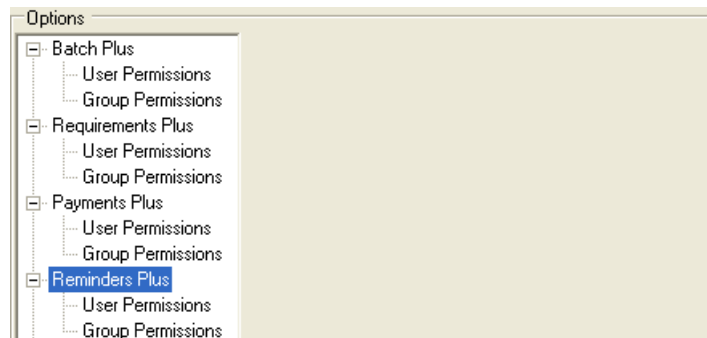 Options
Batch Plus
User Permissions
Group Permissions
Requirements Plus
User Permissions
Group Permissions
Payments Plus
User Permissions
Group Permissions
Reminders Plus
User Permissions
Group Permissions